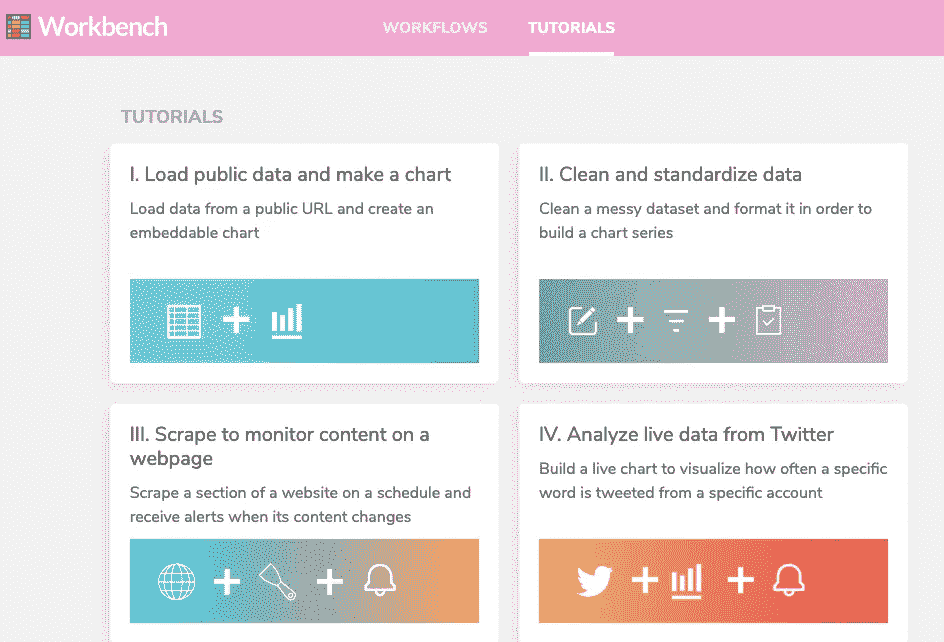 Workbench
WORKFLOWS
TUTORIALS
TUTORIALS
I. Load public data and make a chart
Load data from a public URL and create an
embeddable chart
II. Clean and standardize data
Clean a messy dataset and format it in order to
build a chart series
III. Scrape to monitor content on a
webpage
Scrape a section of a website on a schedule and
receive alerts when its content changes
IV. Analyze live data from Twitter
Build a live chart to visualize how often a specific
word is tweeted from a specific account